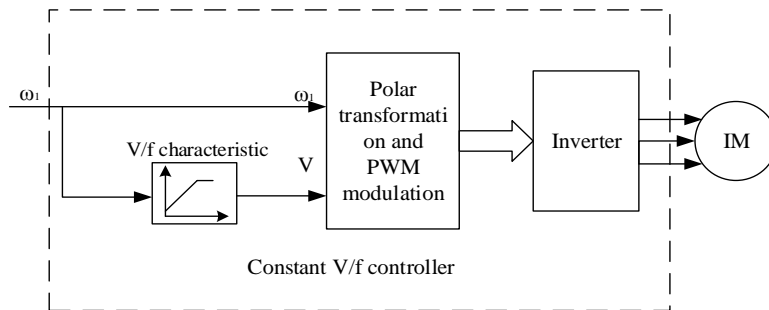 ω1
ω1
V/f characteristic
V
Polar
transformati
on and
PWM
modulation
Inverter
IM
Constant V/f controller